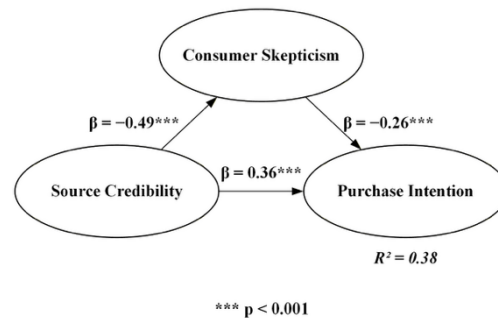 Consumer Skepticism
β = −0.49***
β = −0.26***
β 0.36***
Source Credibility
Purchase Intention
R² = 0.38
*** p < 0.001